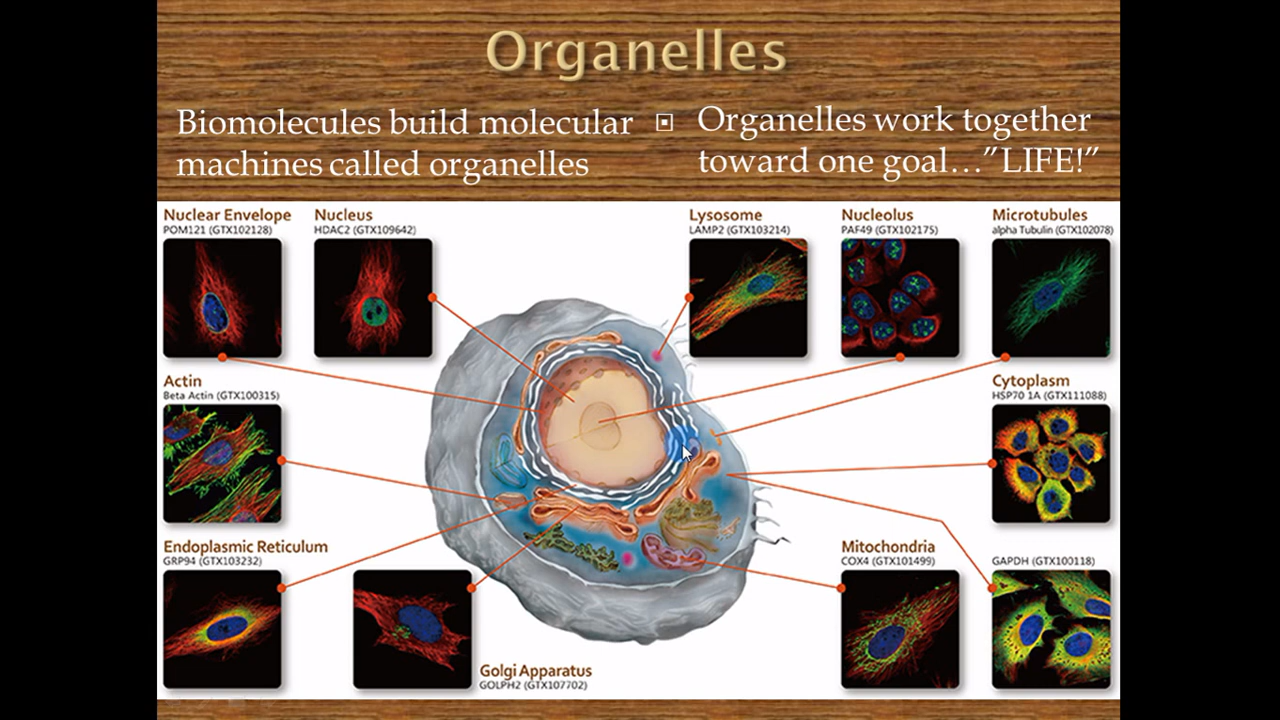 Organelles
Biomolecules build molecular
machines called organelles
Organelles work together
toward one goal…”LIFE!”
Nuclear Envelope
POM121 (GTX102128)
Nucleus
HDAC2 (GTX109642)
Lysosome
LAMP2 (GTX103214)
Nucleolus
PAF49 (GTX102175)
Microtubules
alpha Tubulin (GTX102078)
Actin
Beta Actin (GTX100315)
Cytoplasm
HSP70 1A (GTX111088)
Endoplasmic Reticulum
GRP94 (GTX103232)
Mitochondria
COX4 (GTX101499)
GAPDH (GTX100118)
Golgi Apparatus
GOLPH2 (GTX107702)